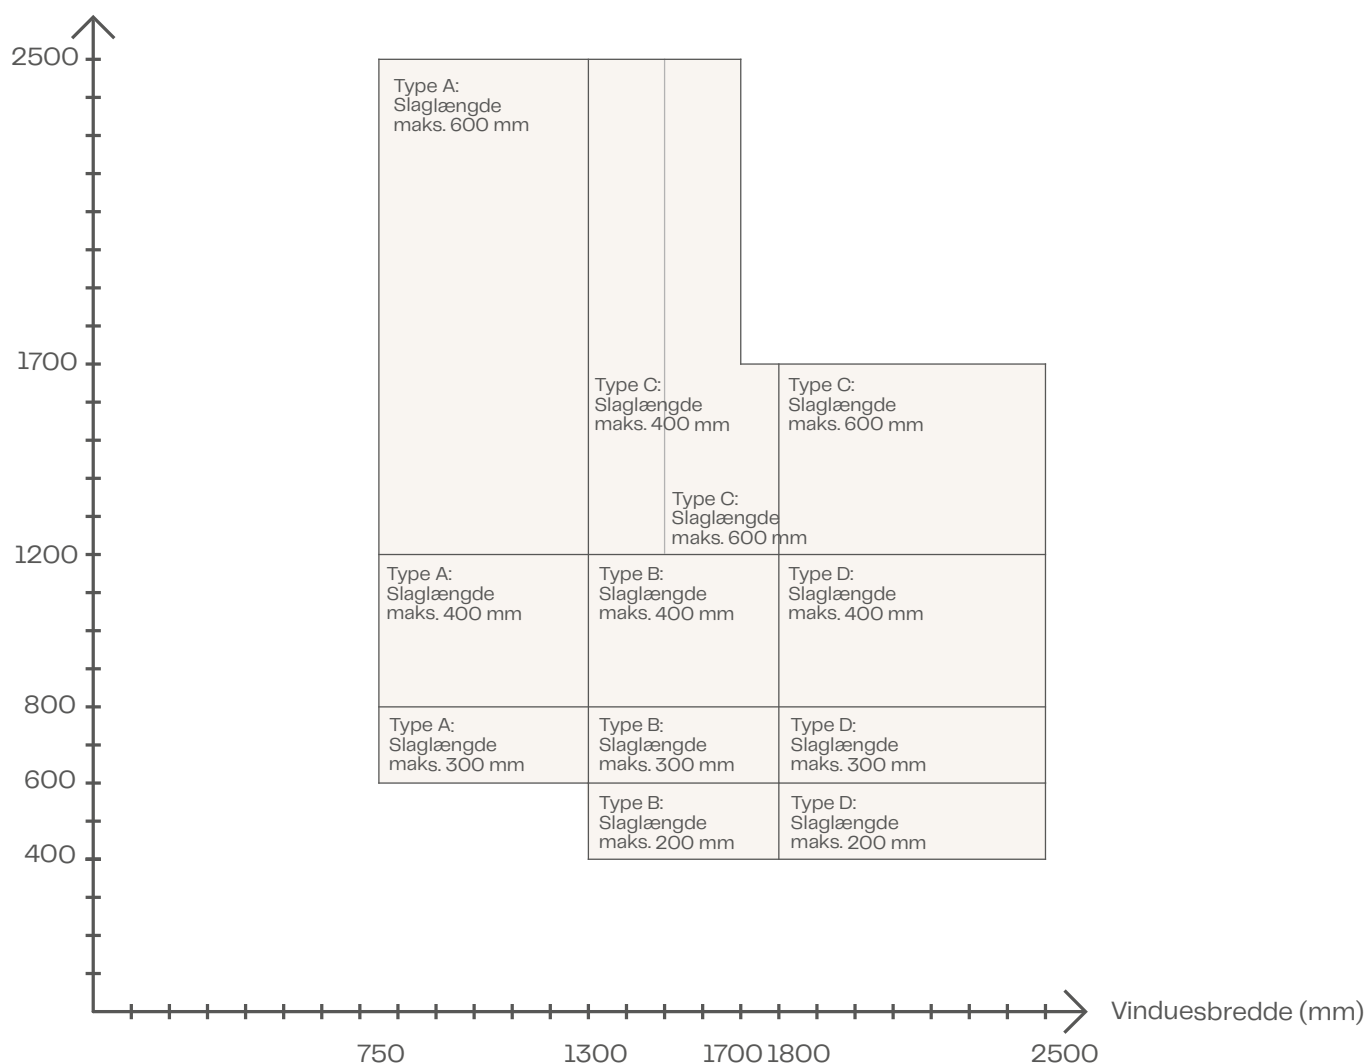 2500
Type A:
Slaglængde
maks. 600 mm
1700
Type C:
Slaglængde
maks. 400 mm
Type C:
Slaglængde
maks. 600 mm
Type C:
Slaglængde
maks. 600 mm
1200
Type A:
Slaglængde
maks. 400 mm
Type B:
Slaglængde
maks. 400 mm
Type D:
Slaglængde
maks. 400 mm
800
Type A:
Slaglængde
maks. 300 mm
Type B:
Slaglængde
maks. 300 mm
Type D:
Slaglængde
maks. 300 mm
600
Type B:
Slaglængde
maks. 200 mm
Type D:
Slaglængde
maks. 200 mm
400
Vinduesbredde (mm)
750 1300 1700 1800 2500